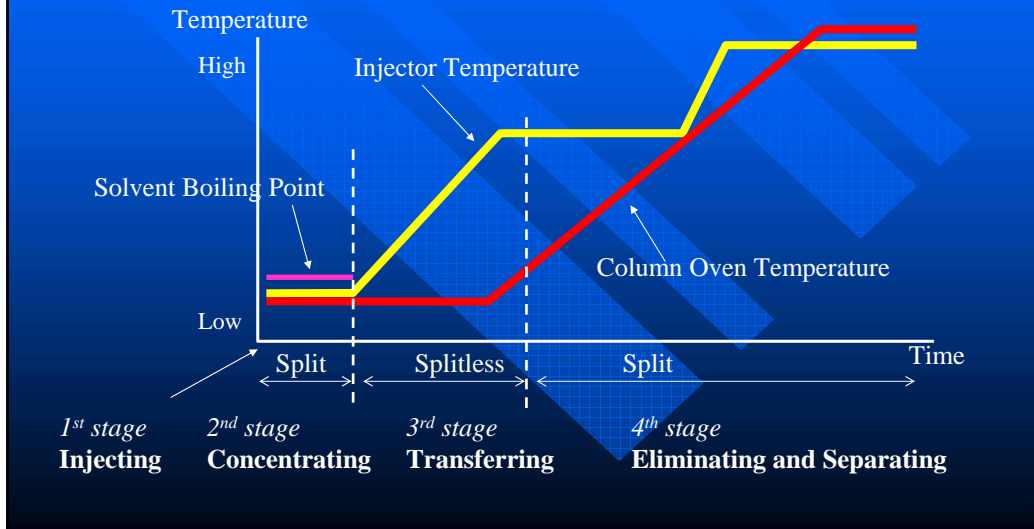 Temperature
High
Injector Temperature
Solvent Boiling Point
Column Oven Temperature
Low
Time
Split
Splitless
Split
1st stage
2nd stage
3rd stage
4th stage
Injecting
Concentrating
Transferring
Eliminating and Separating